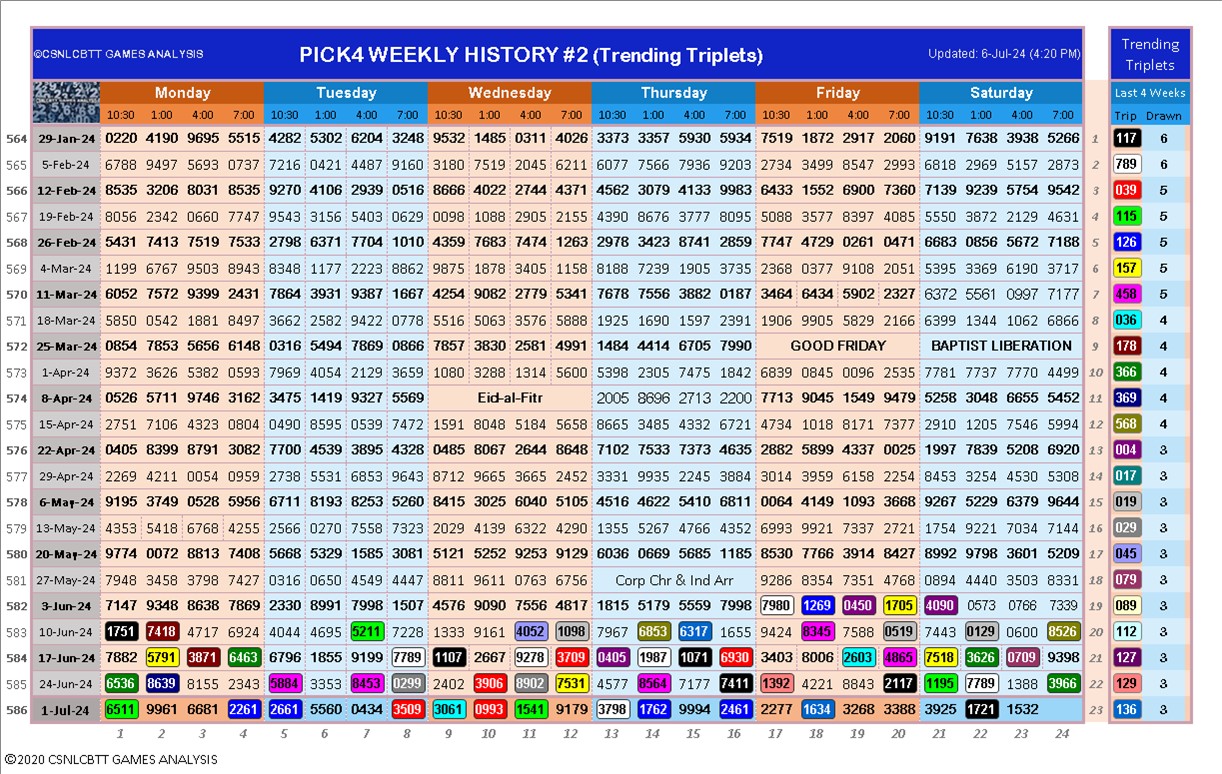 ©CSNLCBTT GAMES ANALYSIS PICK4 WEEKLY HISTORY #2 (Trending Triplets) Updated: 6-Jul-24 (4:20 PM) Trending Triplets
Monday Tuesday Wednesday Thursday Friday Saturday Last 4 Weeks
10:30 1:00 4:00 7:00 10:30 1:00 4:00 7:00 10:30 1:00 4:00 7:00 10:30 1:00 4:00 7:00 10:30 1:00 4:00 7:00 10:30 1:00 4:00 7:00 Trip Drawn
564 29-Jan-24 0220 4190 9695 5515 4282 5302 6204 3248 9532 1485 0311 4026 3373 3357 5930 5934 7519 1872 2917 2060 9191 7638 3938 5266 1 117 6
565 5-Feb-24 6788 9497 5693 0737 7216 0421 4487 9160 3180 7519 2045 6211 6077 7566 7936 9203 2734 3499 5547 2993 6818 2969 5157 2873 2 789 6
566 12-Feb-24 8535 3206 8031 8535 9270 4106 2939 0516 8666 4022 2744 4371 4562 3079 4133 9983 6433 1552 6900 7360 7139 9239 5754 9542 3 039 5
567 19-Feb-24 8056 2342 0660 7747 9543 3156 5403 0629 0098 1088 2905 2155 4390 8676 3777 8095 5088 3577 8397 4085 5550 3872 2129 4631 4 115 5
568 26-Feb-24 5431 7413 7519 7533 2798 6371 7704 1010 4359 7683 7474 1263 2978 3423 8741 2859 7747 4729 0261 0471 6683 0856 5672 7188 5 126 5
569 4-Mar-24 1199 6767 9503 8943 8348 1177 2223 8862 9875 1878 3405 1158 8188 7239 1905 3735 2368 0377 9108 2051 5395 3369 6190 3717 6 157 5
570 11-Mar-24 6052 7572 9399 2431 7864 3931 9387 1667 4254 9082 2779 5341 7678 7556 3882 0187 3464 6434 5902 2327 6372 5561 0997 7177 7 458 5
571 18-Mar-24 5850 0542 1881 8497 3662 2582 9422 0776 5516 5063 3576 5888 1925 1690 1597 2391 1906 9905 5829 2166 6399 1344 1062 6866 8 036 4
572 25-Mar-24 0854 7853 5656 6148 0316 5494 7869 0866 7857 3830 2581 4991 1484 4414 6705 7990 GOOD FRIDAY BAPTIST LIBERATION 9 178 4
573 1-Apr-24 9372 3626 5382 0593 7969 4054 2129 3659 1080 3288 1314 5600 5398 2305 7475 1842 6839 0845 0096 2535 7781 7737 7770 4499 10 366 4
574 8-Apr-24 0526 5711 9746 3162 3475 1419 9327 5569 Eid-al-Fitr 2005 8696 2713 2200 7713 9045 1549 9479 5258 3048 6655 5452 11 369 4
575 15-Apr-24 2751 7106 4323 0804 0490 8595 0539 7472 1591 8048 5184 5658 8665 3485 4332 6721 4734 1018 8171 7377 2910 1205 7546 5994 12 568 4
576 22-Apr-24 0405 8399 8791 3082 7700 4539 3895 4328 0485 8067 2644 8648 7102 7533 7373 4635 2882 5899 4337 0025 1997 7839 5208 6920 13 004 3
577 29-Apr-24 2269 4211 0054 0959 2738 2583 7651 5816 9712 9665 3665 2452 3331 9935 2245 3884 3014 3959 6158 2254 8453 3254 4530 5308 14 017 3
578 6-May-24 9195 3749 0528 5956 6711 8193 8253 5260 8415 3025 6040 5105 4516 4622 5410 6811 0064 4149 1093 3668 9267 5229 6379 9644 15 019 3
579 13-May-24 4353 5418 6768 4255 2566 0270 7558 7323 2029 4139 6322 4290 1355 5267 4766 4352 6993 9921 7337 2721 1754 9221 7034 7144 16 029 3
580 20-May-24 9774 0072 8813 7408 5668 5329 1585 3081 5121 5252 9253 9129 6036 0669 5685 1185 8530 7766 3914 8427 8992 9798 3601 5209 17 045 3
581 27-May-24 7948 3458 3798 7427 0316 0650 4549 4447 8811 9611 0763 6756 Corp Chr & Ind Arr 9286 8354 7351 4768 0894 4440 3503 8331 18 079 3
582 3-Jun-24 7147 9348 8638 7869 2330 8991 7998 1507 4576 9090 7556 4817 1815 5179 5559 7998 7980 1269 0450 1705 4090 0573 0766 7339 19 089 3
583 10-Jun-24 1751 7418 4717 6924 4044 4695 5211 7228 1333 9161 4052 1098 7967 6853 6317 1655 9424 8345 7588 0519 7443 0129 0600 8526 20 112 3
584 17-Jun-24 7882 5791 3871 6463 6796 1855 9199 7789 1107 2667 9278 3709 0405 1987 1071 6930 3403 8006 2603 4865 7518 3626 0709 9398 21 127 3
585 24-Jun-24 6536 8639 8155 2343 5884 3353 8453 0299 2402 3906 8902 7531 4577 8564 7177 7411 1392 4221 8843 2117 1195 7789 1388 3966 22 129 3
586 1-Jul-24 6511 9961 6681 2261 2661 5560 0434 3509 3061 0993 1541 9179 3798 1762 9994 2461 2277 1634 3268 3388 3925 1721 1532 23 136 3
1 2 3 4 5 6 7 8 9 10 11 12 13 14 15 16 17 18 19 20 21 22 23 24
©2020 CSNLCBTT GAMES ANALYSIS